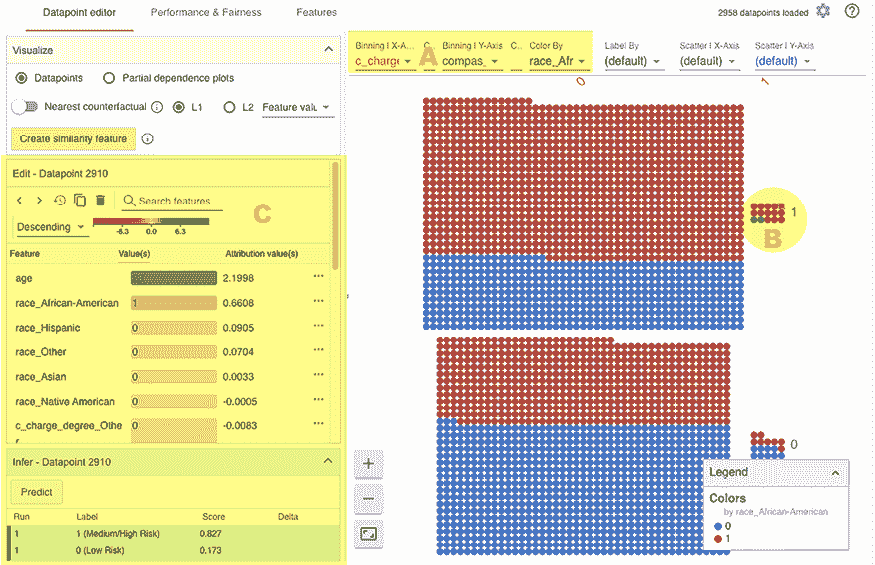 Datapoint editor Performance & Fairness Features 2958 datapoints loaded
Visualize
Datapoints Partial dependence plots
Nearest counterfactual L1 L2 Feature valu
Create similarity feature
Binning | X-A... C.. Binning | Y-Axis C.. Color By Label By Scatter | X-Axis Scatter | Y-Axis
c_charge A compas_ race_Afr (default) (default) (default)
0 1
Edit - Datapoint 2910
Search features
Descending
-6.3 0.0 6.3
C
Feature Value(s) Attribution value(s)
age 2.1998
race_African-American 1 0.6608
race_Hispanic 0 0.0905
race_Other 0 0.0704
race_Asian 0 0.0033
race_Native American 0 -0.0005
c_charge_degree_Othe 0 -0.0083
f
1
B
0
Infer - Datapoint 2910
Predict
Run Label Score Delta
1 1 (Medium/High Risk) 0.827
1 0 (Low Risk) 0.173
Legend
Colors
by race_African-American
0
1